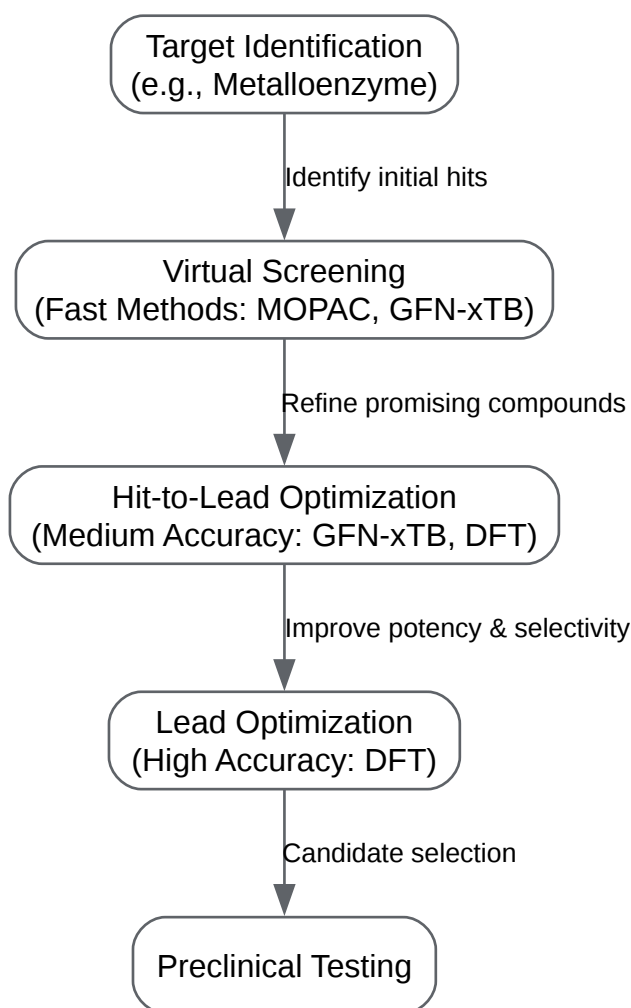 Target Identification
(e.g., Metalloenzyme)
Identify initial hits
Virtual Screening
(Fast Methods: MOPAC, GFN-xTB)
Refine promising compounds
Hit-to-Lead Optimization
(Medium Accuracy: GFN-xTB, DFT)
Improve potency & selectivity
Lead Optimization
(High Accuracy: DFT)
Candidate selection
Preclinical Testing